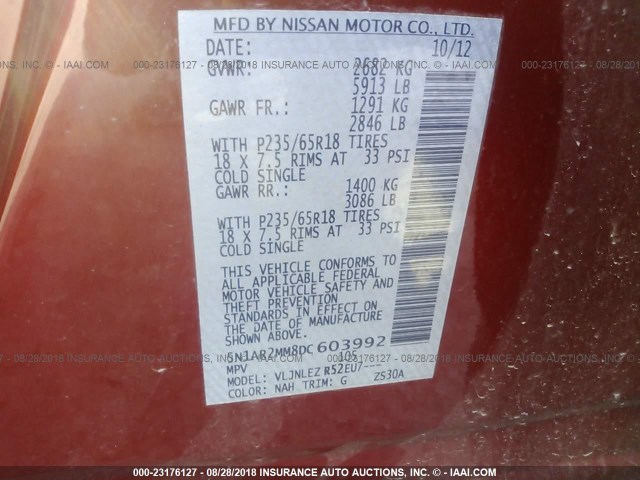 MFD BY NISSAN MOTOR CO., LTD.
DATE: 10/12
GVWR: 2682 KG
5913 LB
GAWR FR.: 1291 KG
2846 LB
WITH P235/65R18 TIRES
18 X 7.5 RIMS AT 33 PSI
COLD SINGLE
GAWR RR.: 1400 KG
3086 LB
WITH P235/65R18 TIRES
18 X 7.5 RIMS AT 33 PSI
COLD SINGLE
THIS VEHICLE CONFORMS TO
ALL APPLICABLE FEDERAL
MOTOR VEHICLE SAFETY AND
THEFT PREVENTION
STANDARDS IN EFFECT ON
THE DATE OF MANUFACTURE
SHOWN ABOVE.
5N1AR2MM8DC603992
MPV 105
MODEL: VLJNLEZ R52EU7---
COLOR: NAH TRIM: G ZS30A
000-23176127 - 08/28/2018 INSURANCE AUTO AUCTIONS, INC. - © - IAAI.COM